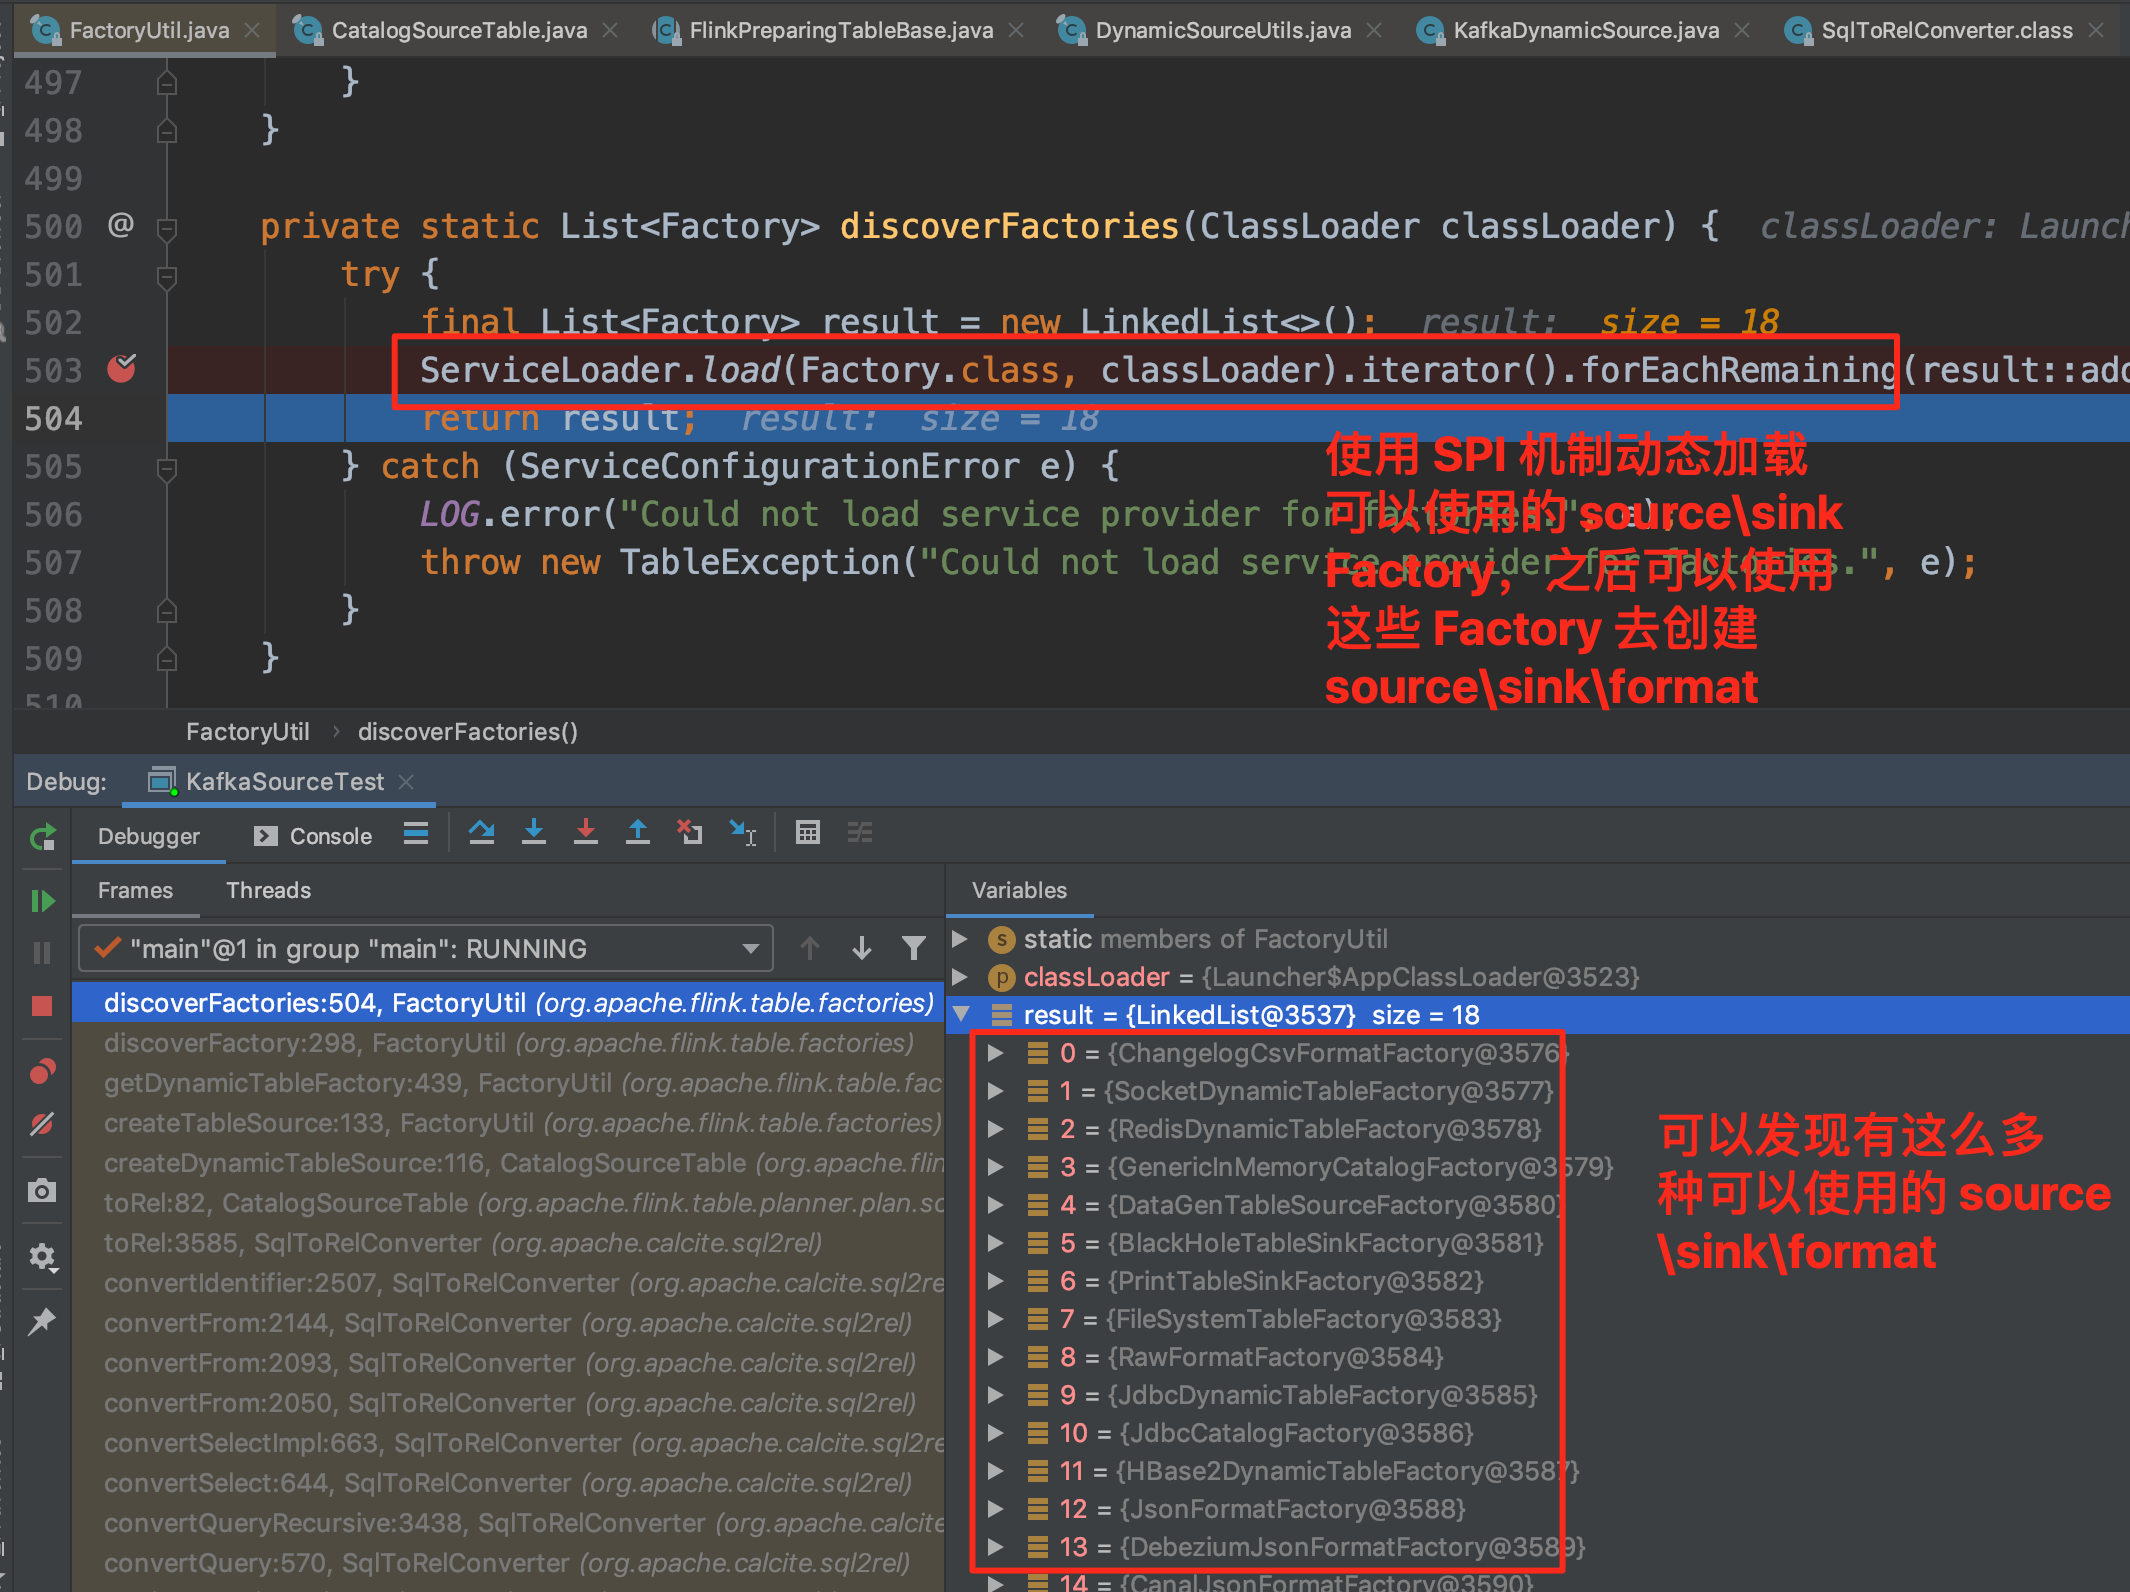 FactoryUtil.java
CatalogSourceTable.java
FlinkPreparingTableBase.java
DynamicSourceUtils.java
KafkaDynamicSource.java
SqlToRelConverter.class
497 }
498 }
499
500 @ private static List<Factory> discoverFactories(ClassLoader classLoader) { classLoader: Launch
501 try {
502 final List<Factory> result = new LinkedList<>(); result: size = 18
503 ServiceLoader.load(Factory.class, classLoader).iterator().forEachRemaining(result::add
504 return result; result: size = 18
505 } catch (ServiceConfigurationError e) {
506 LOG.error("Could not load service provider for factories.", e);
507 throw new TableException("Could not load service provider for factories.", e);
508 }
509 }
510
使用 SPI 机制动态加载
可以使用的 source\sink
Factory，之后可以使用
这些 Factory 去创建
source\sink\format
FactoryUtil › discoverFactories()
Debug: KafkaSourceTest
Debugger Console
Frames Threads
"main"@1 in group "main": RUNNING
discoverFactories:504, FactoryUtil (org.apache.flink.table.factories)
discoverFactory:298, FactoryUtil (org.apache.flink.table.factories)
getDynamicTableFactory:439, FactoryUtil (org.apache.flink.table.fac
createTableSource:133, FactoryUtil (org.apache.flink.table.factories)
createDynamicTableSource:116, CatalogSourceTable (org.apache.flin
toRel:82, CatalogSourceTable (org.apache.flink.table.planner.plan.sc
toRel:3585, SqlToRelConverter (org.apache.calcite.sql2rel)
convertIdentifier:2507, SqlToRelConverter (org.apache.calcite.sql2re
convertFrom:2144, SqlToRelConverter (org.apache.calcite.sql2rel)
convertFrom:2093, SqlToRelConverter (org.apache.calcite.sql2rel)
convertFrom:2050, SqlToRelConverter (org.apache.calcite.sql2rel)
convertSelectImpl:663, SqlToRelConverter (org.apache.calcite.sql2re
convertSelect:644, SqlToRelConverter (org.apache.calcite.sql2rel)
convertQueryRecursive:3438, SqlToRelConverter (org.apache.calcite
convertQuery:570, SqlToRelConverter (org.apache.calcite.sql2rel)
Variables
static members of FactoryUtil
classLoader = {Launcher$AppClassLoader@3523}
result = {LinkedList@3537} size = 18
0 = {ChangelogCsvFormatFactory@3576}
1 = {SocketDynamicTableFactory@3577}
2 = {RedisDynamicTableFactory@3578}
3 = {GenericInMemoryCatalogFactory@3579}
4 = {DataGenTableSourceFactory@3580}
5 = {BlackHoleTableSinkFactory@3581}
6 = {PrintTableSinkFactory@3582}
7 = {FileSystemTableFactory@3583}
8 = {RawFormatFactory@3584}
9 = {JdbcDynamicTableFactory@3585}
10 = {JdbcCatalogFactory@3586}
11 = {HBase2DynamicTableFactory@3587}
12 = {JsonFormatFactory@3588}
13 = {DebeziumJsonFormatFactory@3589}
14 = {CanalJsonFormatFactory@3590}
可以发现有这么多
种可以使用的 source
\sink\format